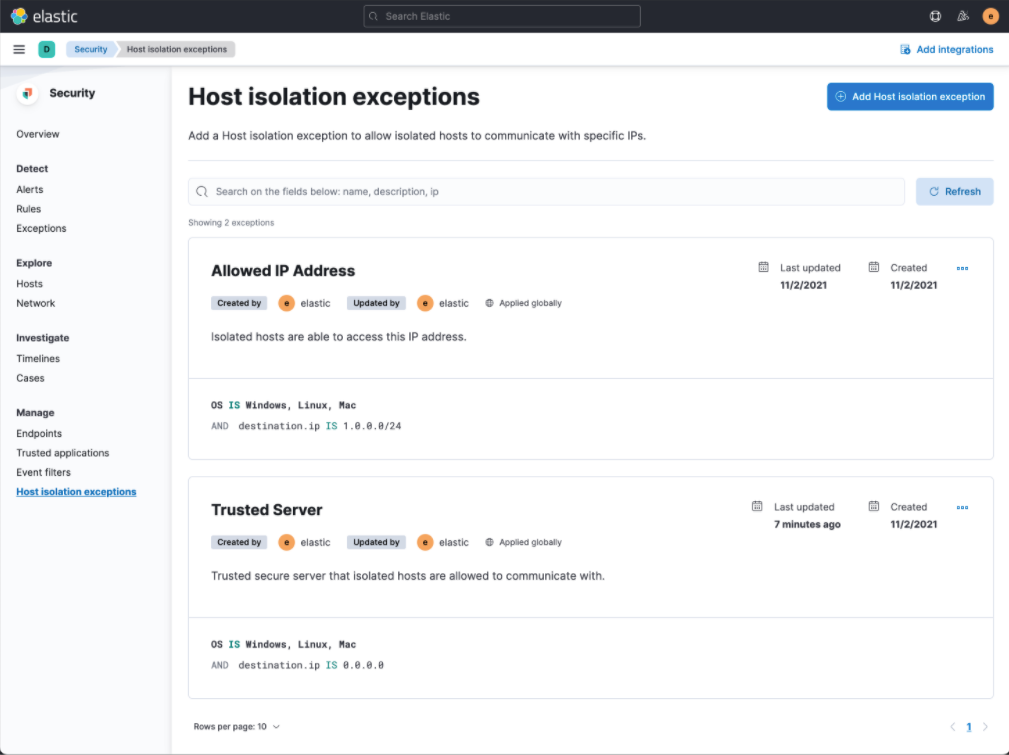 elastic
Search Elastic
e
D
Security
Host isolation exceptions
Add integrations
Security
Overview
Detect
Alerts
Rules
Exceptions
Explore
Hosts
Network
Investigate
Timelines
Cases
Manage
Endpoints
Trusted applications
Event filters
Host isolation exceptions
Host isolation exceptions
Add Host isolation exception
Add a Host isolation exception to allow isolated hosts to communicate with specific IPs.
Search on the fields below: name, description, ip
Refresh
Showing 2 exceptions
Allowed IP Address
Last updated
11/2/2021
Created
11/2/2021
Created by e elastic Updated by e elastic Applied globally
Isolated hosts are able to access this IP address.
OS IS Windows, Linux, Mac
AND destination.ip IS 1.0.0.0/24
Trusted Server
Last updated
7 minutes ago
Created
11/2/2021
Created by e elastic Updated by e elastic Applied globally
Trusted secure server that isolated hosts are allowed to communicate with.
OS IS Windows, Linux, Mac
AND destination.ip IS 0.0.0.0
Rows per page: 10
1